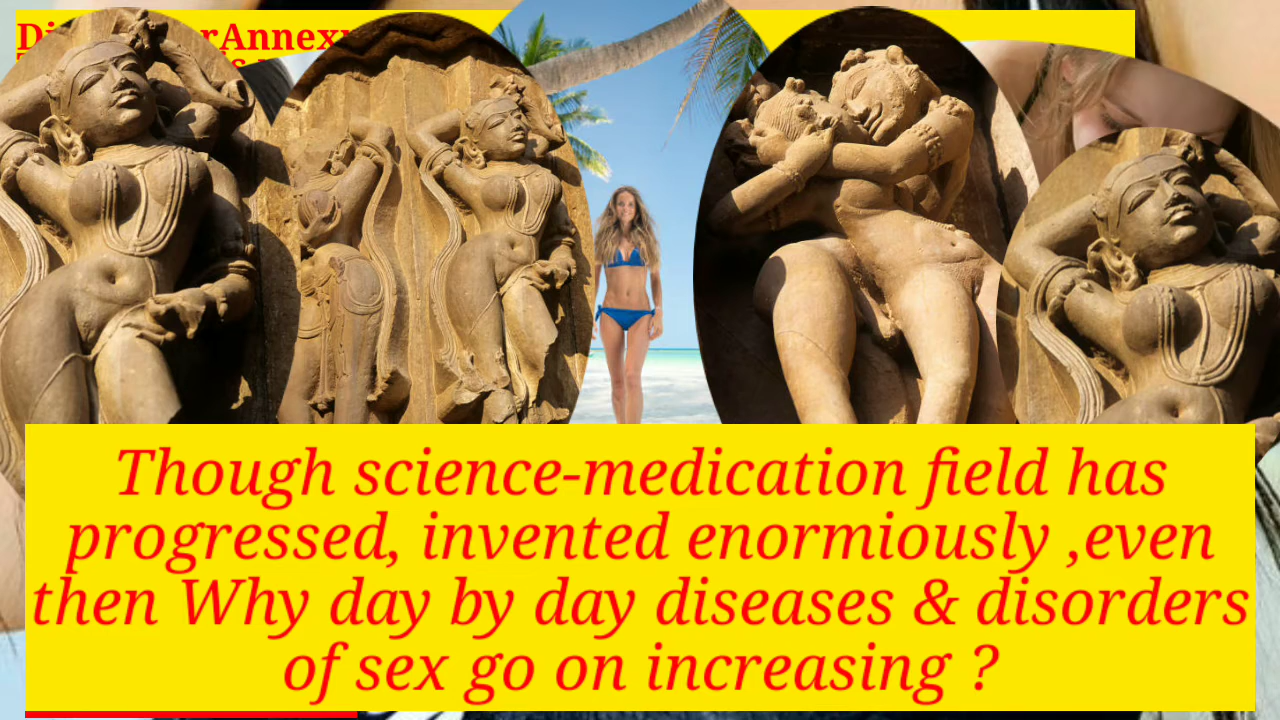 Though science-medication field has
progressed, invented enormiously ,even
then Why day by day diseases & disorders
of sex go on increasing ?